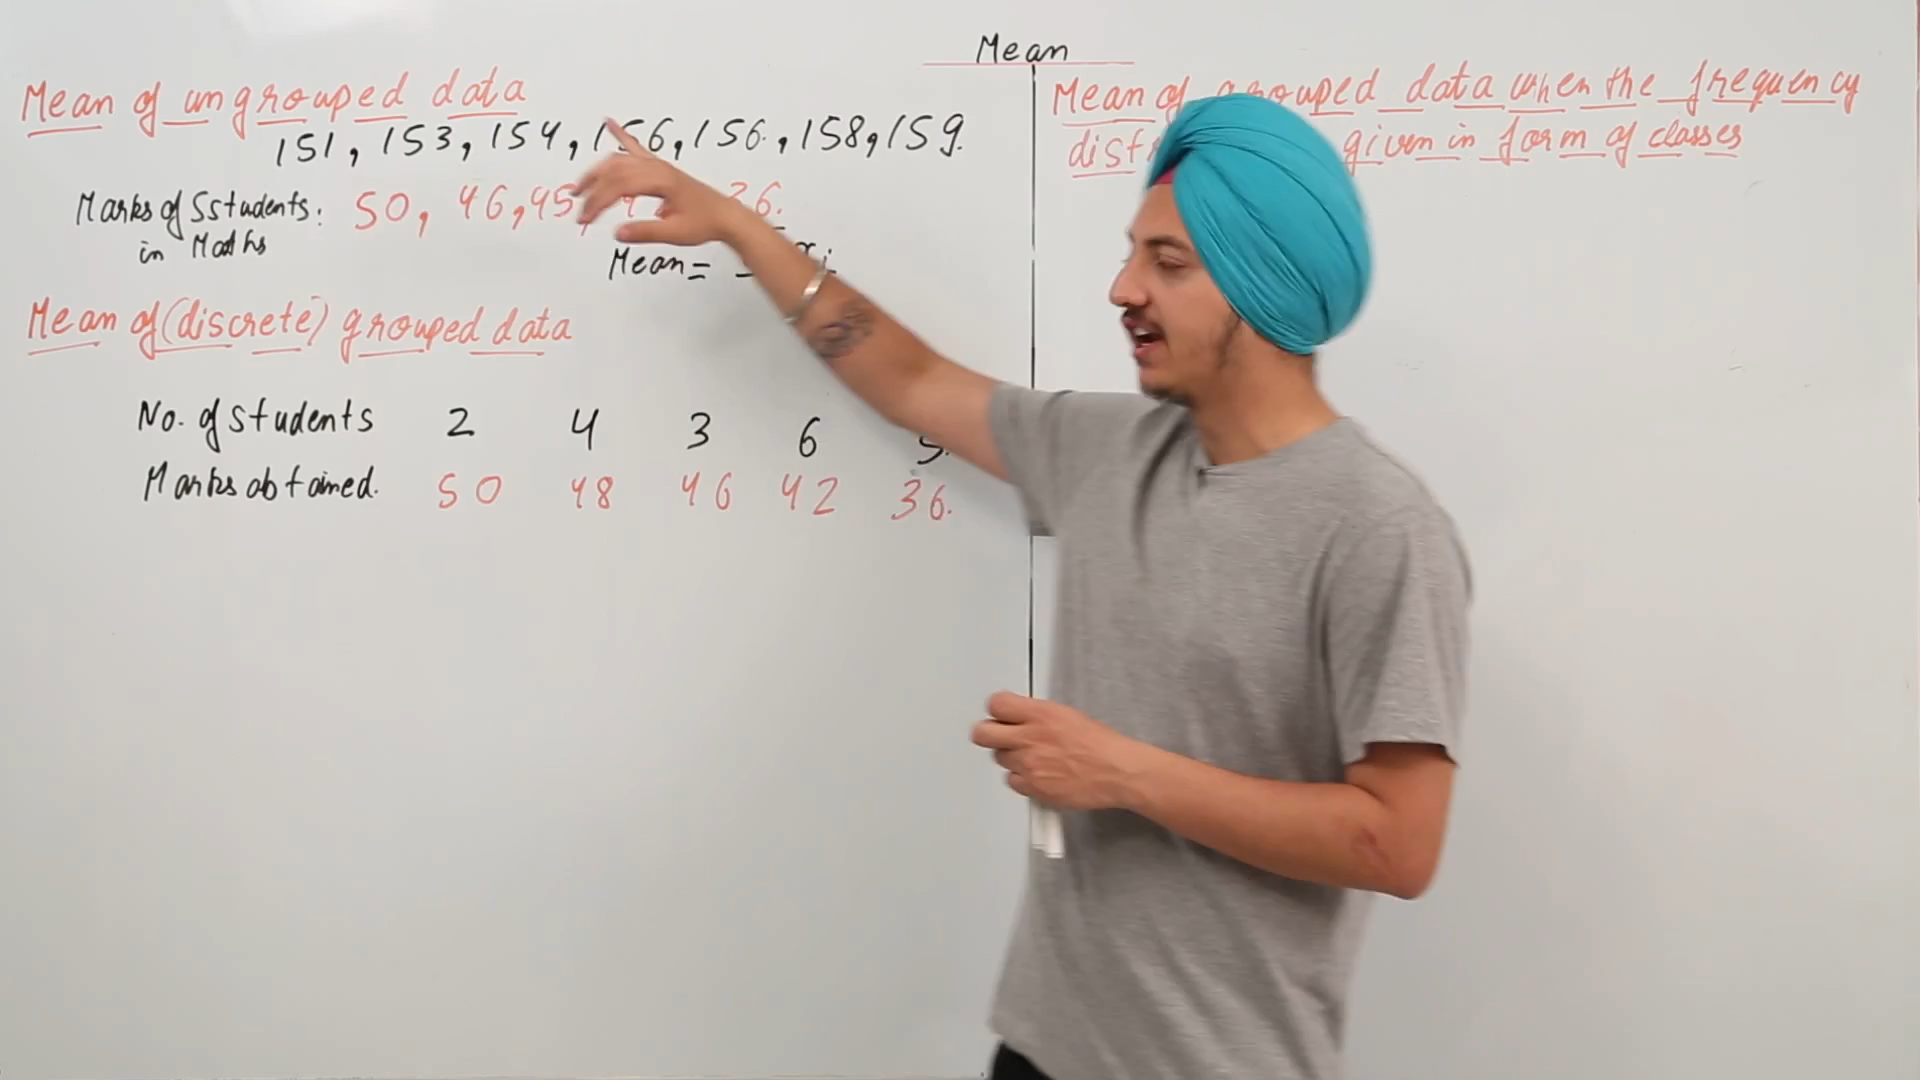 Mean
Mean of ungrouped data
151, 153, 154, 156, 156, 158, 159.
Marks of 5 students: 50, 46, 45, 36.
in Maths
Mean =
Mean of (discrete) grouped data
No. of students 2 4 3 6 5.
Marks obtained. 50 48 46 42 36.
Mean of grouped data when the frequency
given in form of classes